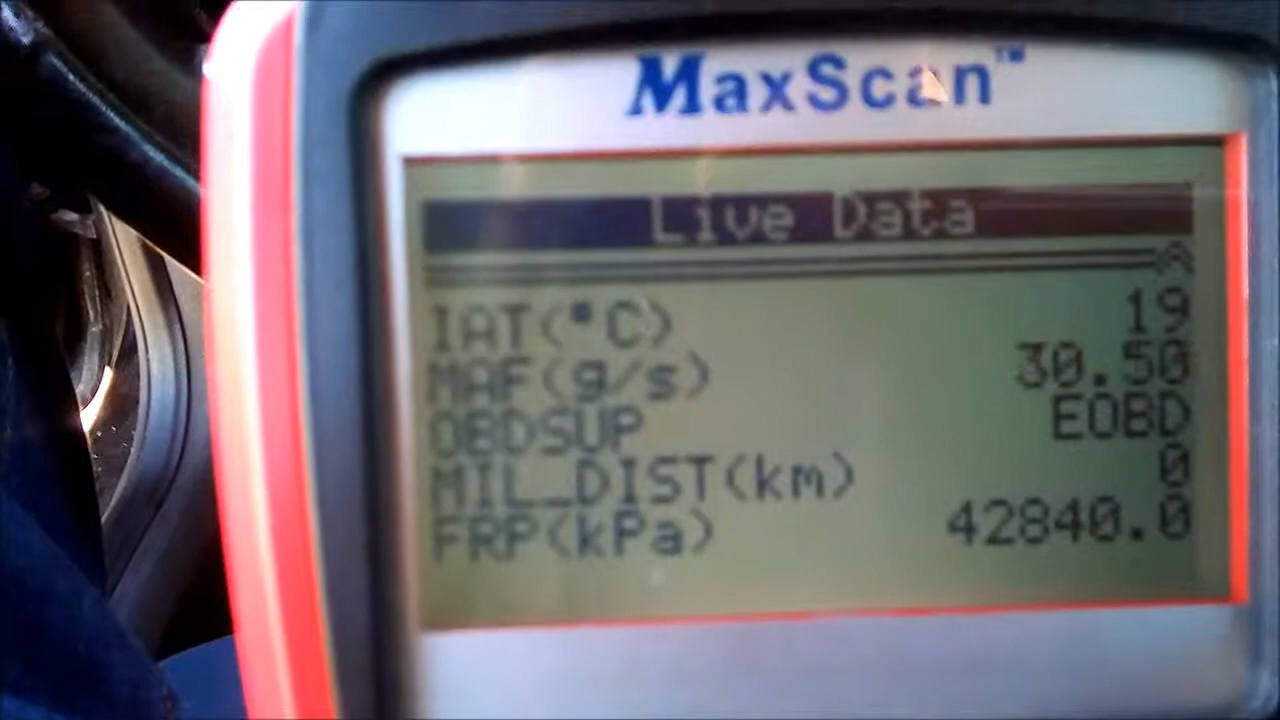 MaxScan™
Live Data
IAT(°C) 19
MAF(g/s) 30.50
OBDSUP EOBD
MIL_DIST(km) 0
FRP(kPa) 42840.0